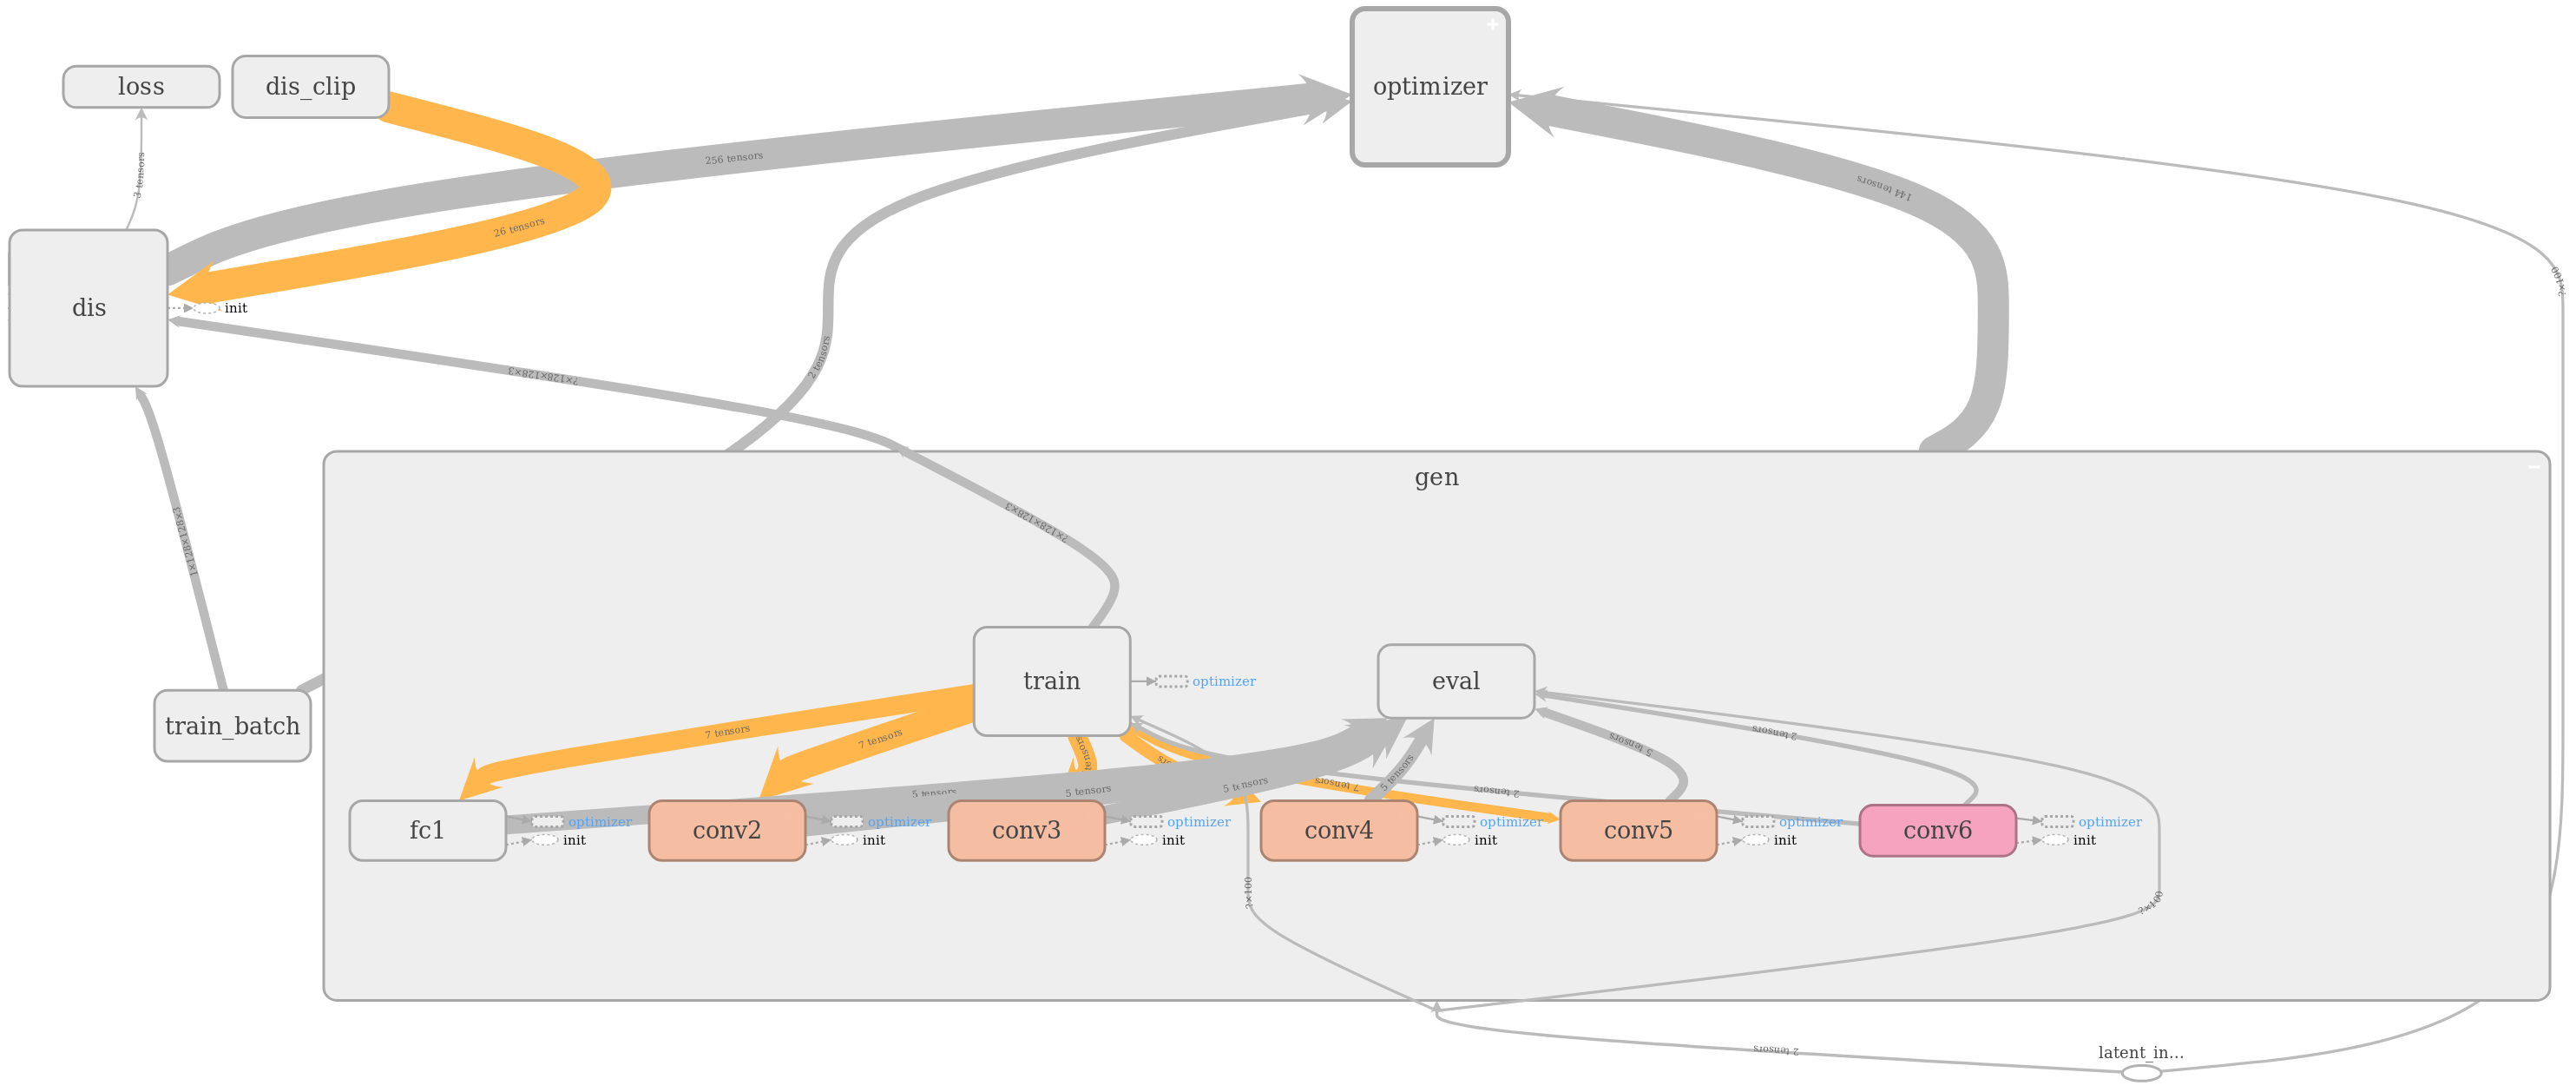 +
optimizer
loss
dis_clip
256 tensors
3 tensors
144 tensors
26 tensors
dis
init
?×100
2 tensors
?×128×128×3
gen
−
?×128×128×3
1×128×128×3
train
optimizer
eval
train_batch
7 tensors
7 tensors
tensors
5 tensors
2 tensors
5 tensors
5 tensors
5 tensors
5 tensors
7 tensors
2 tensors
fc1
optimizer
init
conv2
optimizer
init
conv3
optimizer
init
conv4
optimizer
init
conv5
optimizer
init
conv6
optimizer
init
?×100
?×100
2 tensors
latent_in...